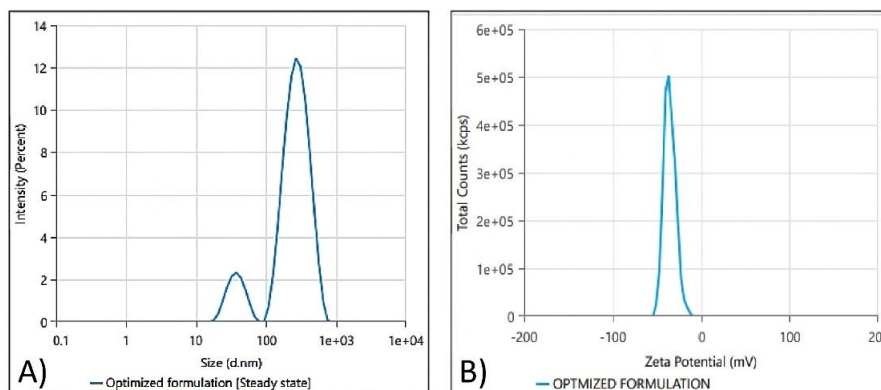 14
12
10
8
6
4
2
0
Intensity (Percent)
0.1 1 10 100 1e+03 1e+04
Size (d.nm)
A)
Optimized formulation [Steady state]
6e+05
5e+05
4e+05
3e+05
2e+05
1e+05
0
Total Counts (kcps)
-200 -100 0 100 20
Zeta Potential (mV)
B)
OPTMIZED FORMULATION